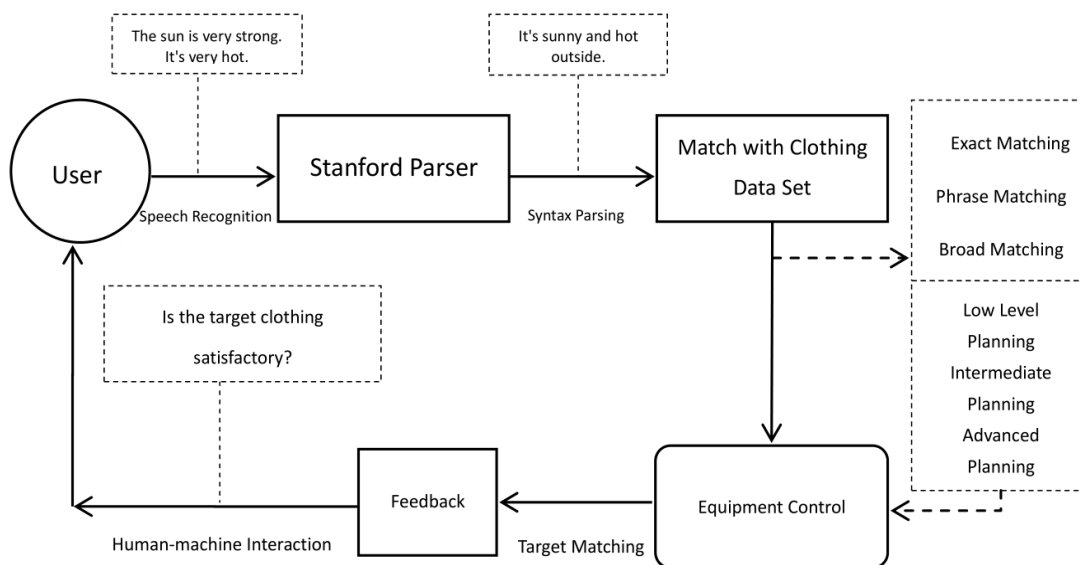 The sun is very strong.
It's very hot.
It's sunny and hot
outside.
User
Speech Recognition
Stanford Parser
Syntax Parsing
Match with Clothing
Data Set
Exact Matching
Phrase Matching
Broad Matching
Low Level
Planning
Intermediate
Planning
Advanced
Planning
Is the target clothing
satisfactory?
Equipment Control
Target Matching
Feedback
Human-machine Interaction